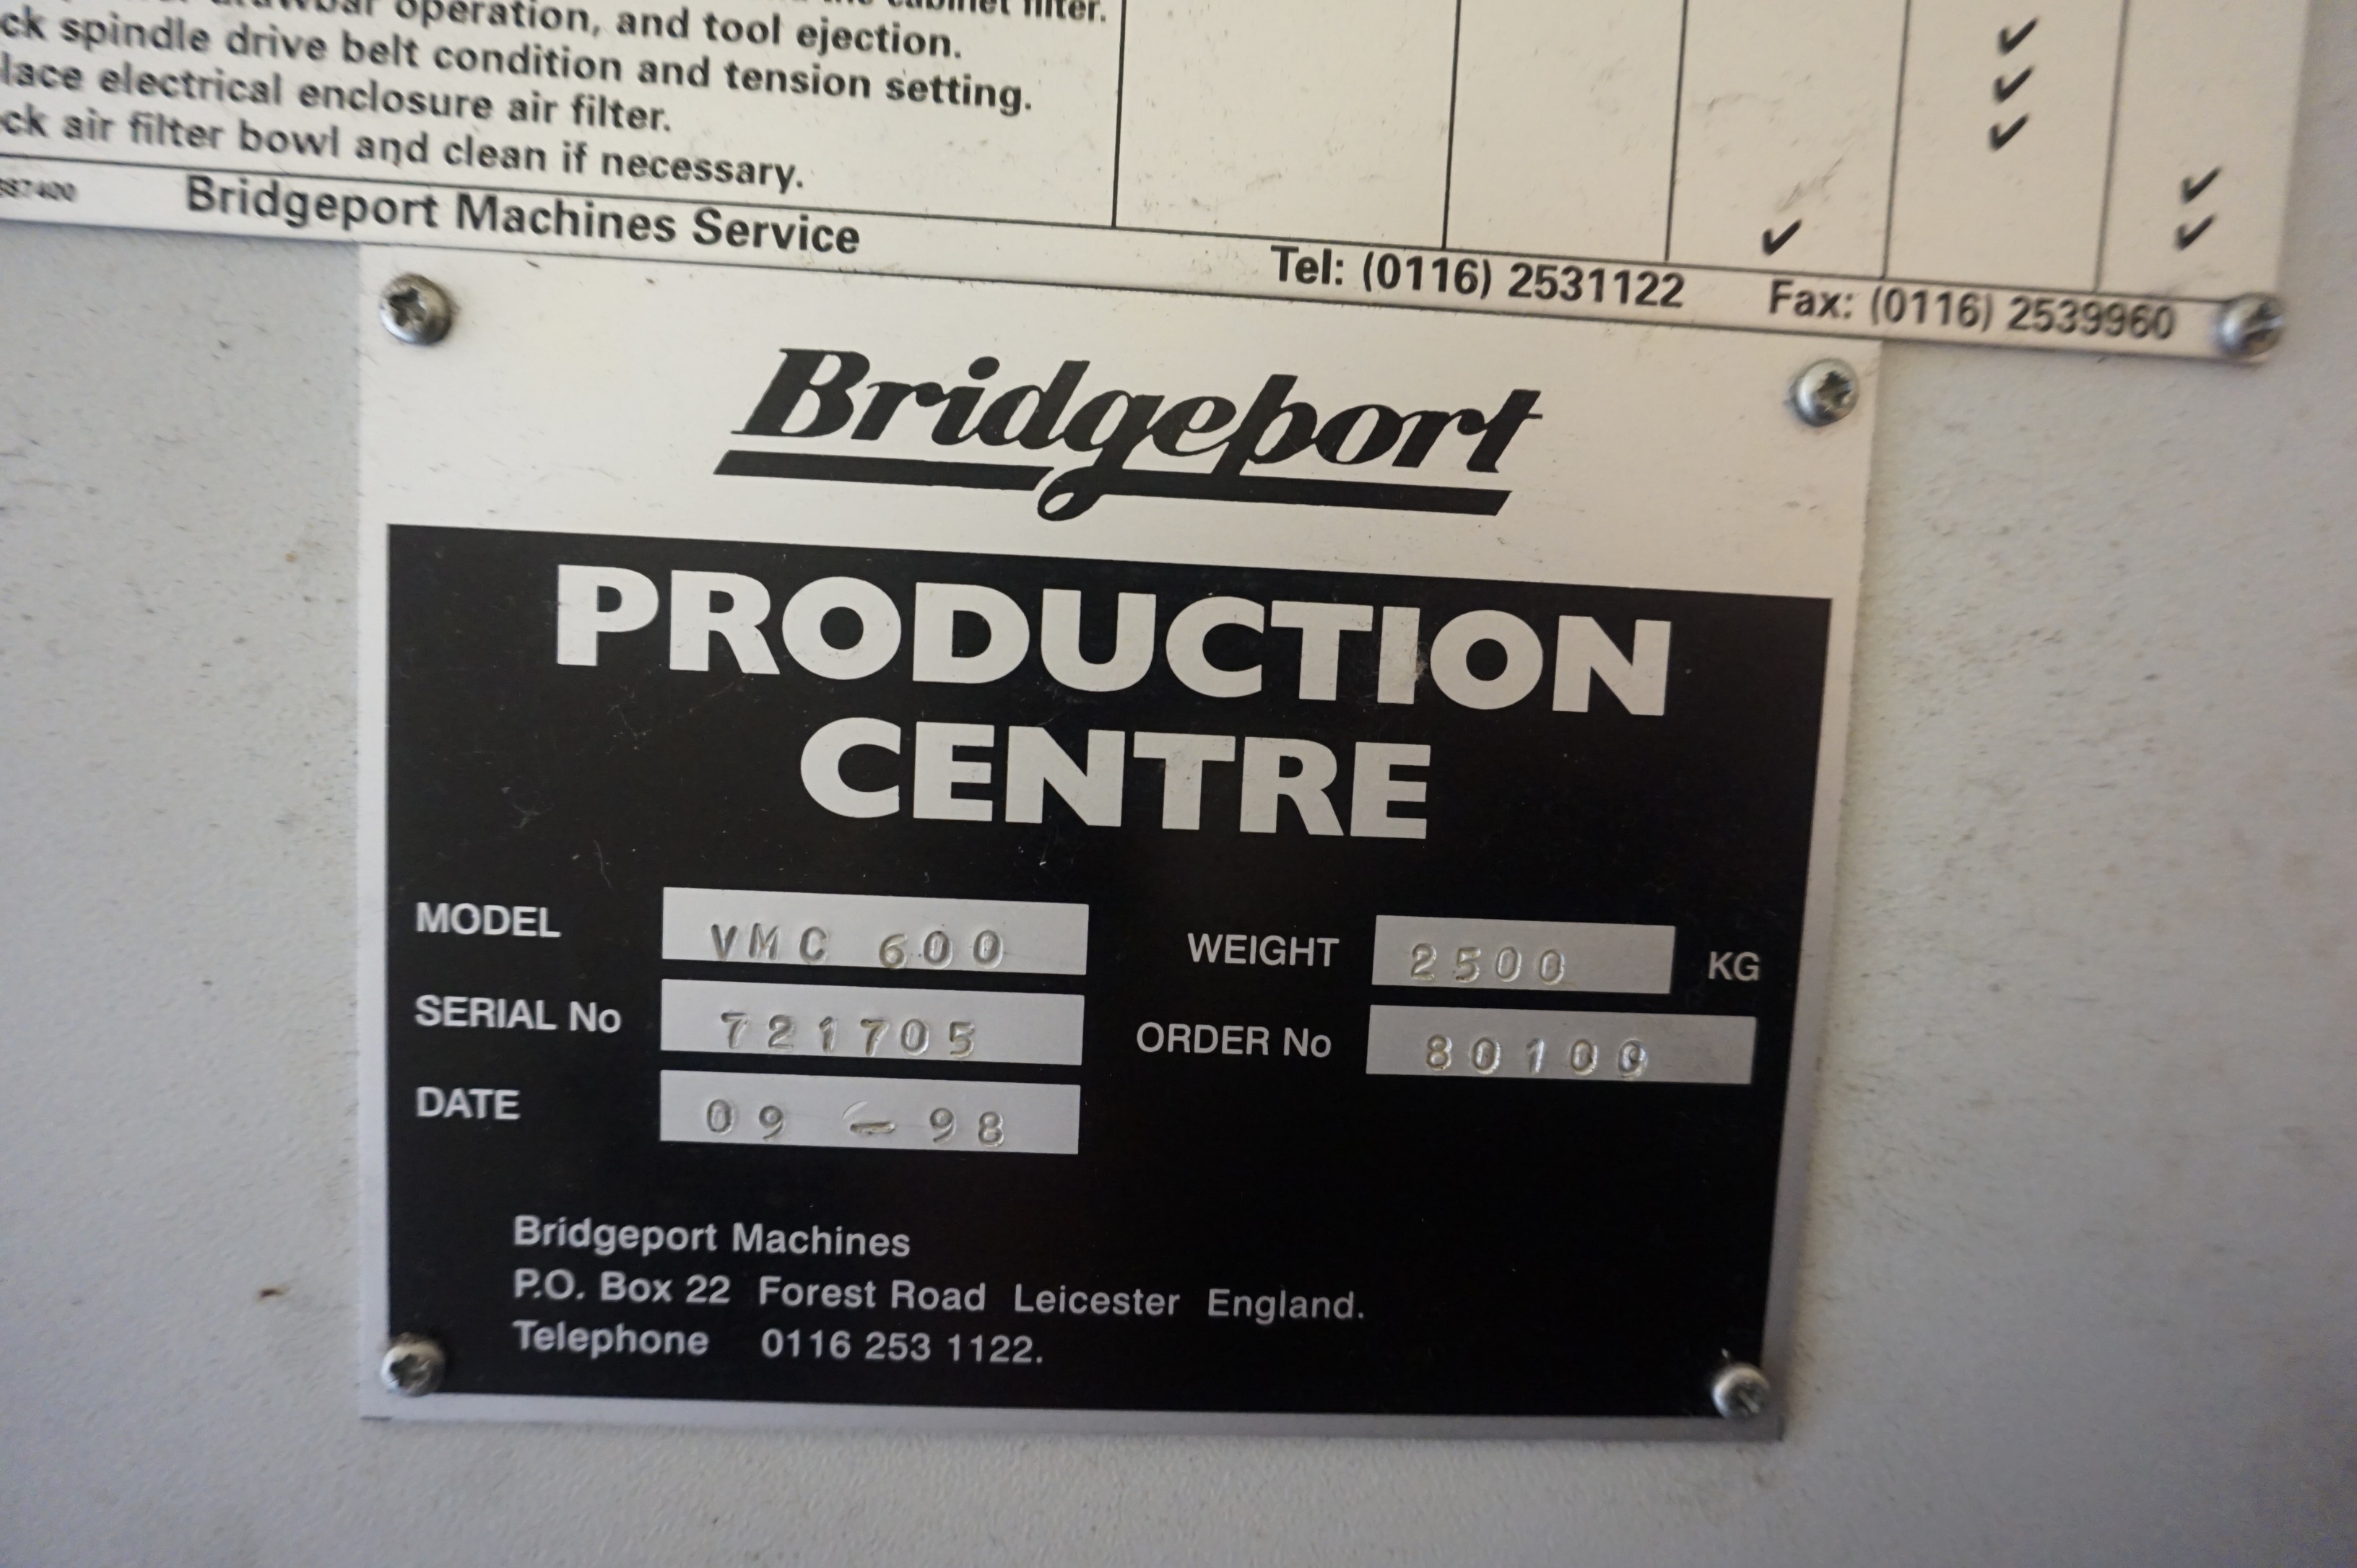 cabinet filter.
operation, and tool ejection.
ck spindle drive belt condition and tension setting.
lace electrical enclosure air filter.
ck air filter bowl and clean if necessary.
87400 Bridgeport Machines Service Tel: (0116) 2531122 Fax: (0116) 2539960
Bridgeport
PRODUCTION
CENTRE
MODEL VMC 600 WEIGHT 2500 KG
SERIAL No 721705 ORDER No 80100
DATE 09 - 98
Bridgeport Machines
P.O. Box 22 Forest Road Leicester England.
Telephone 0116 253 1122.